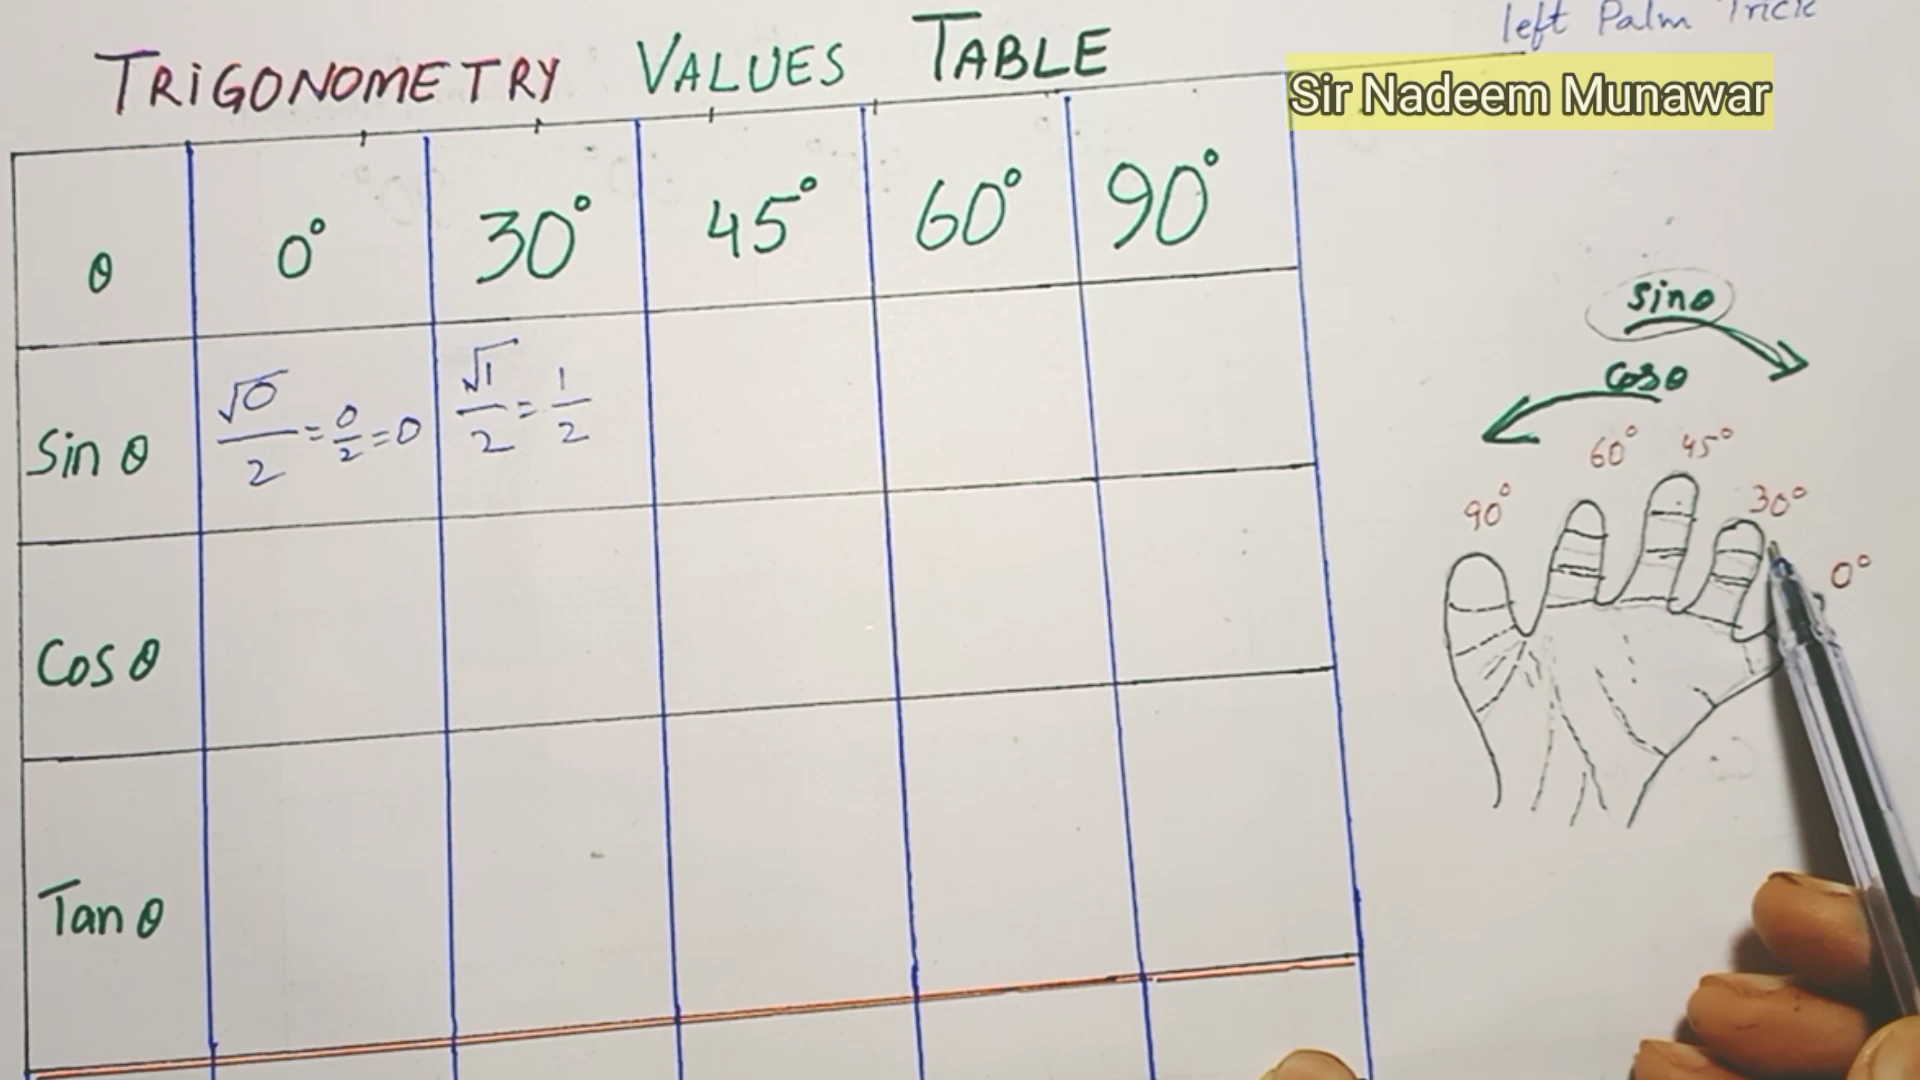 left Palm Trick
TRIGONOMETRY VALUES TABLE
Sir Nadeem Munawar
θ 0° 30° 45° 60° 90°
Sin θ √0/2 = 0/2 = 0 √1/2 = 1/2
Cos θ
Tan θ
sinθ
cosθ
90° 60° 45° 30° 0°